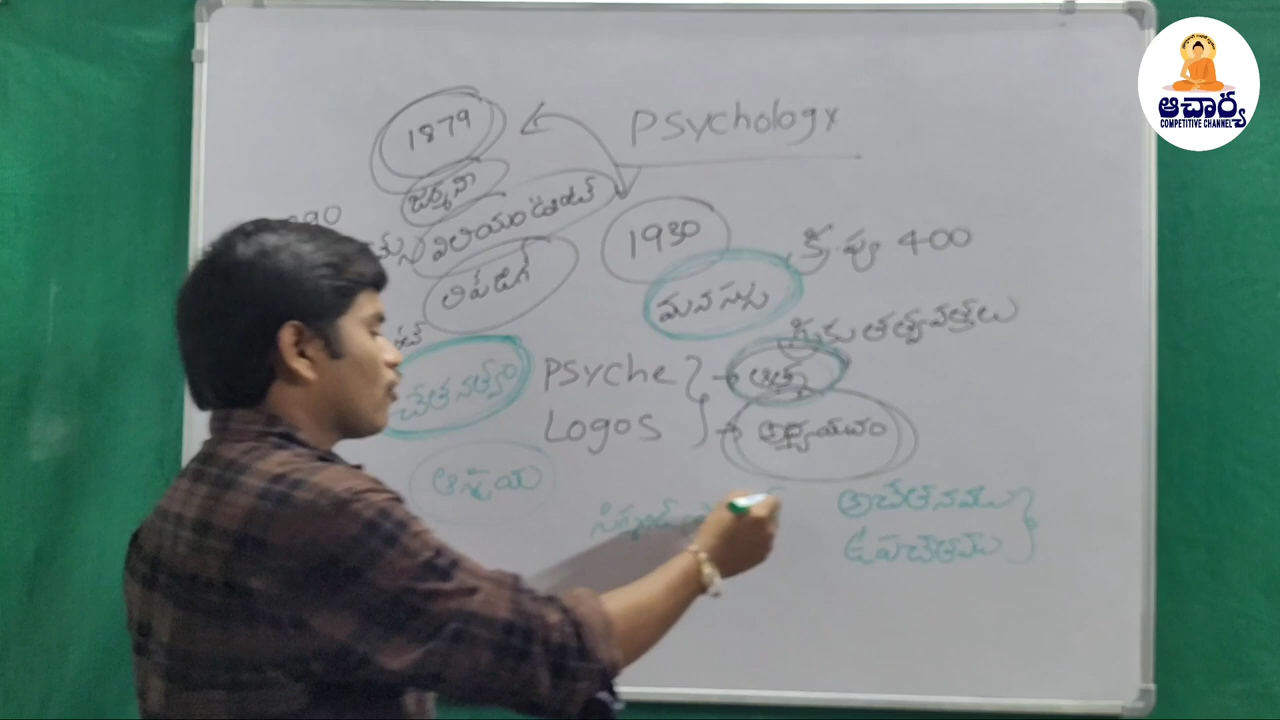 ఆచార్య
COMPETITIVE CHANNEL
Psychology
1879
జర్మనీ
విలియం ఊంట్
1930
క్రీ.పూ 400
లిప్‌జిగ్
మనస్సు
గ్రీకు తత్వవేత్తలు
చేతనత్వం
Psyche } → ఆత్మ
Logos } → అధ్యయనం
అచేతనము
ఉపచేతనము